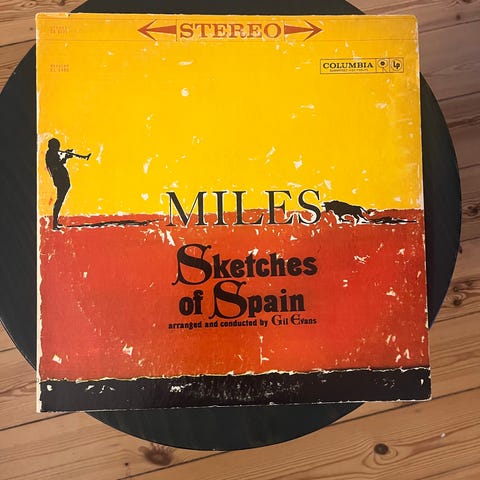 STEREO
COLUMBIA
MILES
Sketches
of Spain
arranged and conducted by Gil Evans